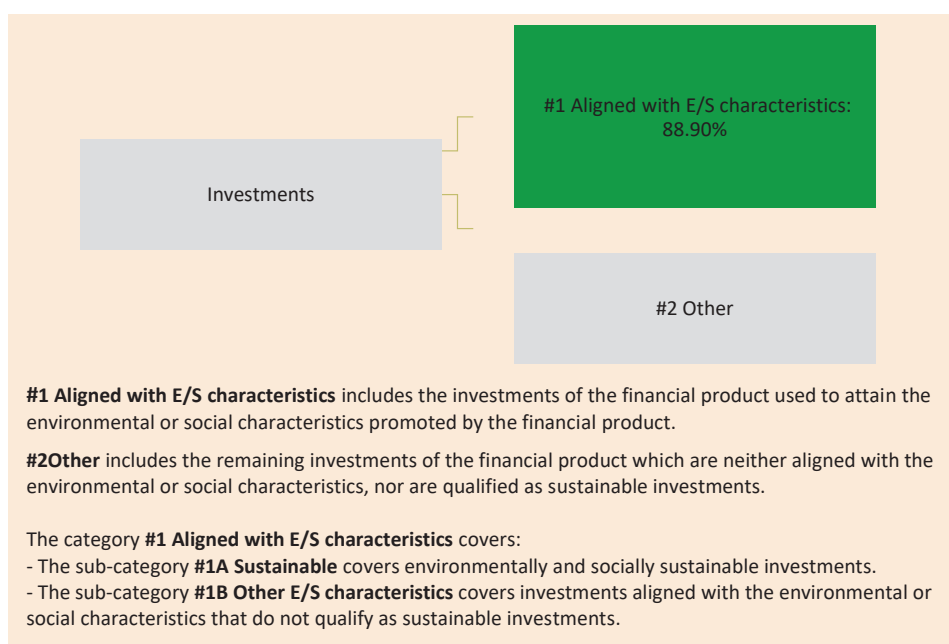 #1 Aligned with E/S characteristics:
88.90%
Investments
#2 Other
#1 Aligned with E/S characteristics includes the investments of the financial product used to attain the
environmental or social characteristics promoted by the financial product.
#2Other includes the remaining investments of the financial product which are neither aligned with the
environmental or social characteristics, nor are qualified as sustainable investments.
The category #1 Aligned with E/S characteristics covers:
- The sub-category #1A Sustainable covers environmentally and socially sustainable investments.
- The sub-category #1B Other E/S characteristics covers investments aligned with the environmental or
social characteristics that do not qualify as sustainable investments.